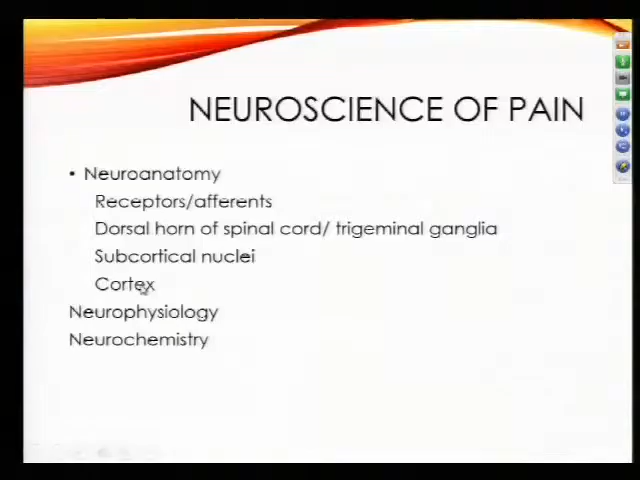 NEUROSCIENCE OF PAIN
• Neuroanatomy
Receptors/afferents
Dorsal horn of spinal cord/ trigeminal ganglia
Subcortical nuclei
Cortex
Neurophysiology
Neurochemistry